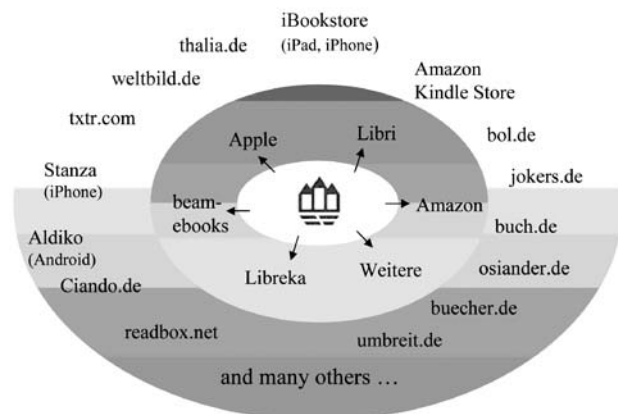 iBookstore
(iPad, iPhone)
thalia.de
weltbild.de
Amazon
Kindle Store
txtr.com
bol.de
Apple
Libri
Stanza
(iPhone)
jokers.de
beam-
ebooks
Amazon
buch.de
Aldiko
(Android)
Libreka
Weitere
osiander.de
Ciando.de
buecher.de
readbox.net
umbreit.de
and many others …